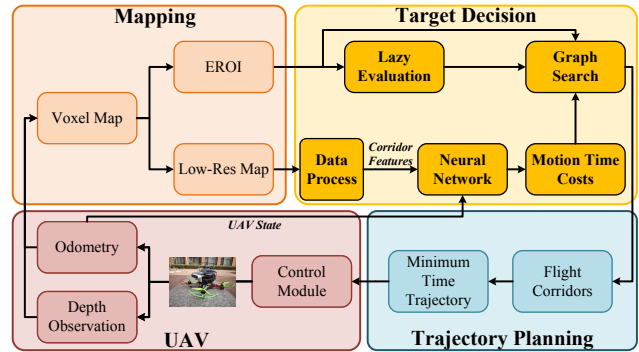 Mapping
Target Decision
EROI
Lazy
Evaluation
Graph
Search
Voxel Map
Low-Res Map
Data
Process
Corridor
Features
Neural
Network
Motion Time
Costs
UAV State
Odometry
Depth
Observation
Control
Module
Minimum
Time
Trajectory
Flight
Corridors
UAV
Trajectory Planning